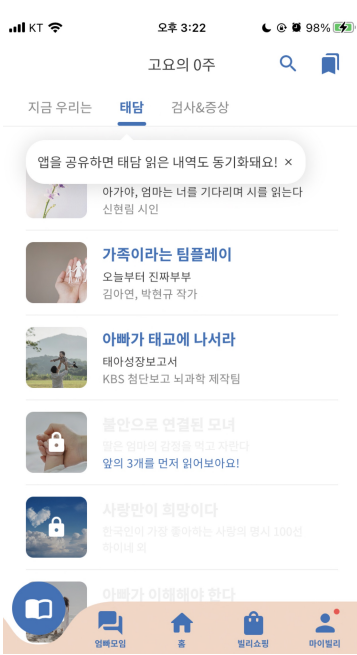 KT
오후 3:22
98%
고요의 0주
지금 우리는
태담
검사&증상
앱을 공유하면 태담 읽은 내역도 동기화돼요! ×
아가야, 엄마는 너를 기다리며 시를 읽는다
신현림 시인
가족이라는 팀플레이
오늘부터 진짜부부
김아연, 박현규 작가
아빠가 태교에 나서라
태아성장보고서
KBS 첨단보고 뇌과학 제작팀
불안으로 연결된 모녀
딸은 엄마의 감정을 먹고 자란다
앞의 3개를 먼저 읽어보아요!
사랑만이 희망이다
한국인이 가장 좋아하는 사랑의 명시 100선
하이네 외
아빠가 이해해야 한다
엄빠모임
홈
빌리쇼핑
마이빌리